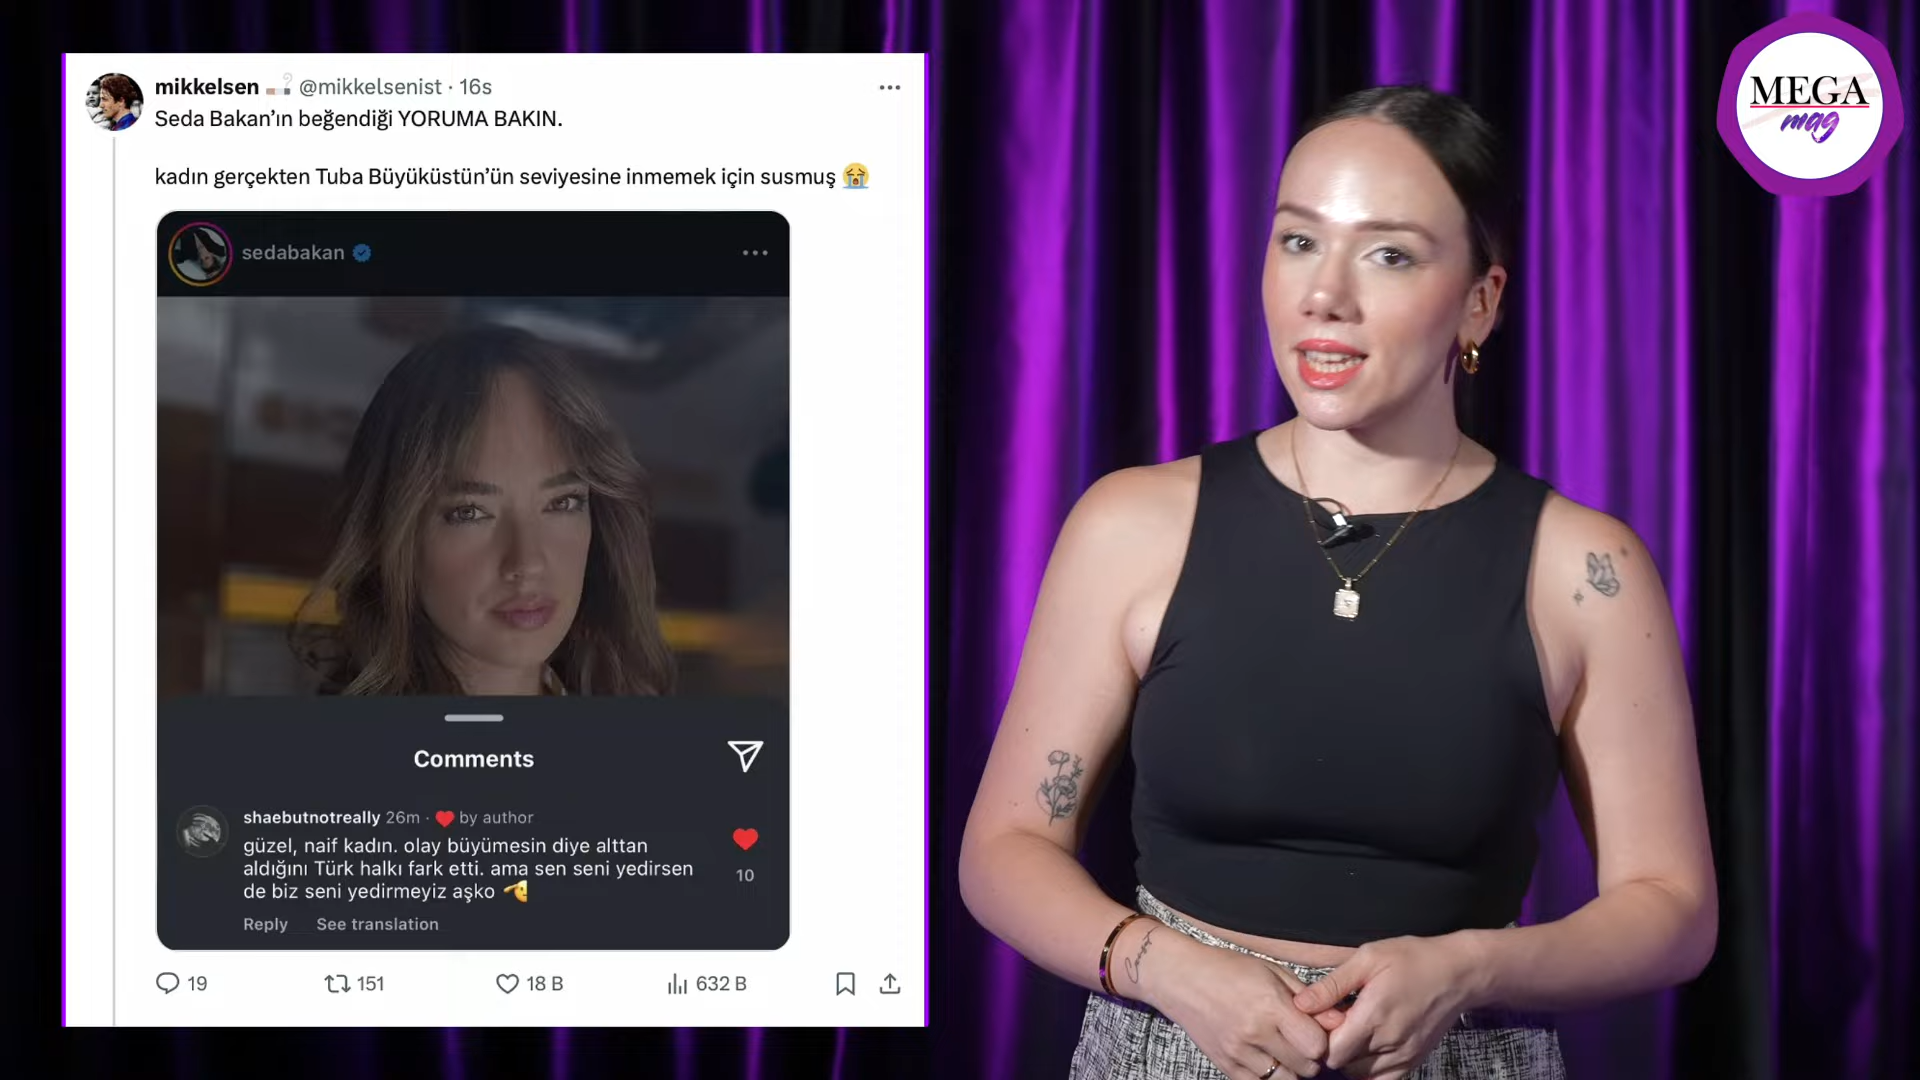 mikkelsen 🚬 @mikkelsenist · 16s
Seda Bakan'ın beğendiği YORUMA BAKIN.
kadın gerçekten Tuba Büyüküstün'ün seviyesine inmemek için susmuş 😭
sedabakan
Comments
shaebutnotreally 26m · ❤️ by author
güzel, naif kadın. olay büyümesin diye alttan
aldığını Türk halkı fark etti. ama sen seni yedirsen
de biz seni yedirmeyiz aşko 🫡
10
Reply See translation
19 151 18 B 632 B
MEGA
mag